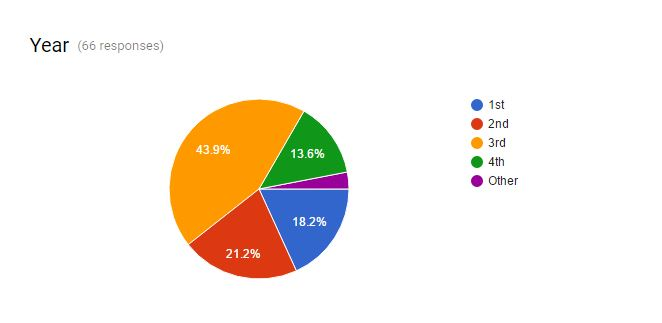 Year (66 responses)
1st
2nd
3rd
4th
Other
43.9%
13.6%
18.2%
21.2%